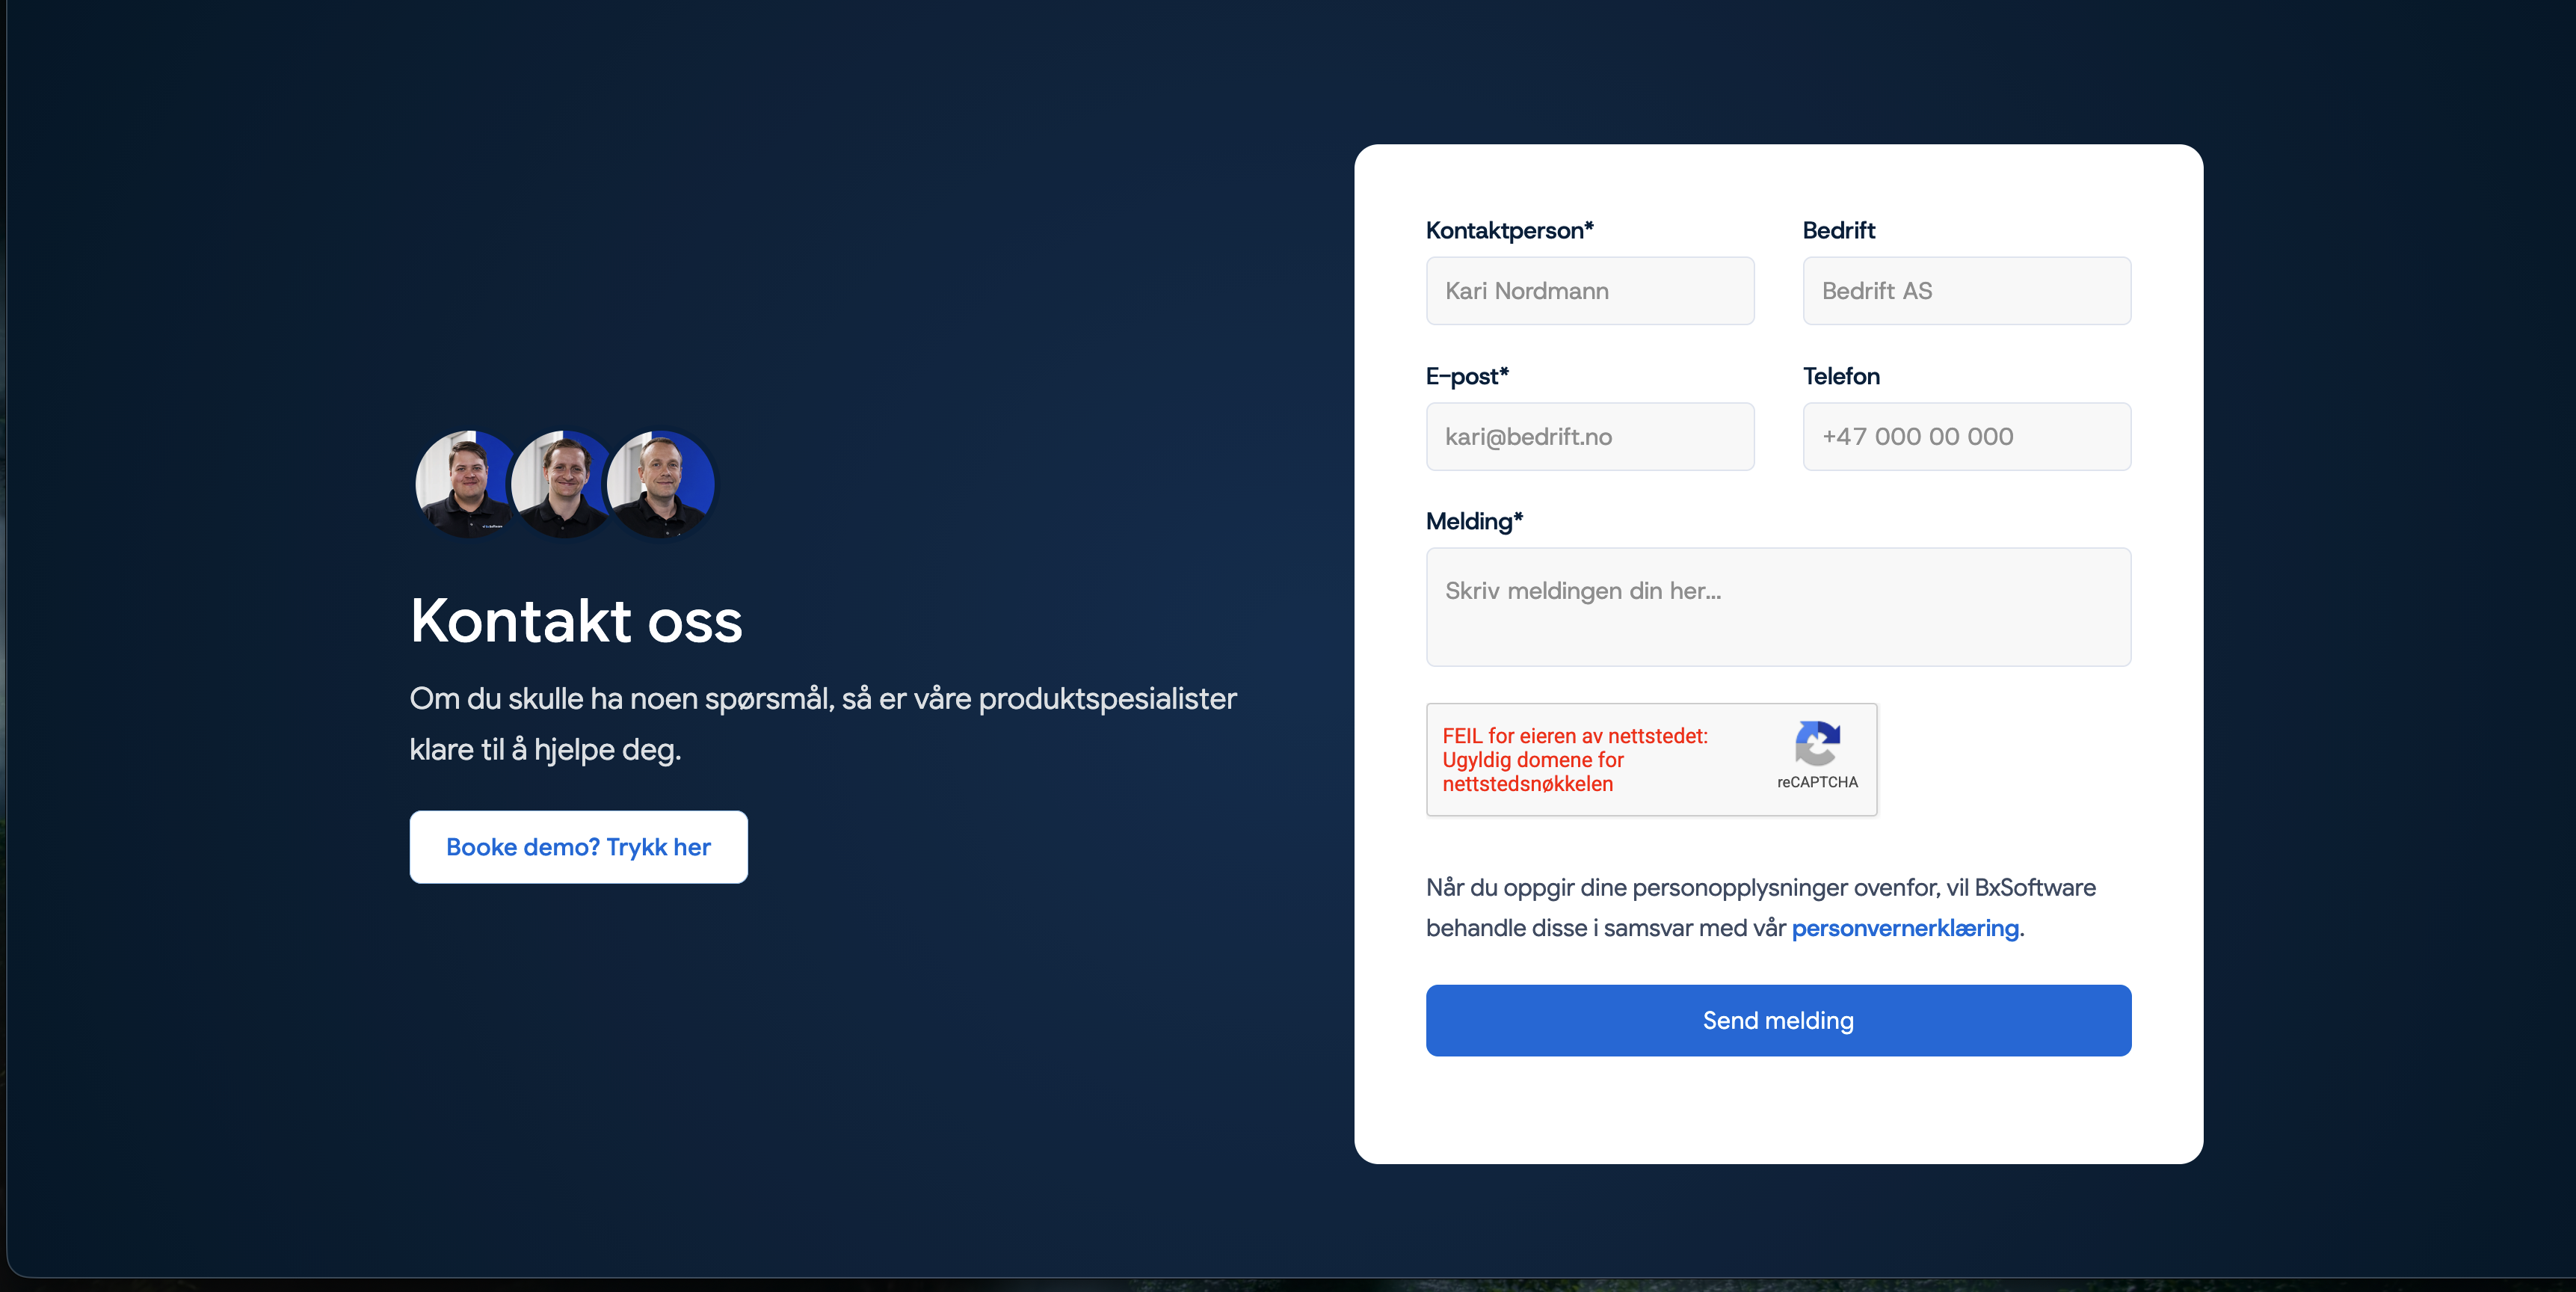 Kontakt oss
Om du skulle ha noen spørsmål, så er våre produktspesialister
klare til å hjelpe deg.
Booke demo? Trykk her
Kontaktperson*
Kari Nordmann
Bedrift
Bedrift AS
E-post*
kari@bedrift.no
Telefon
+47 000 00 000
Melding*
Skriv meldingen din her...
FEIL for eieren av nettstedet:
Ugyldig domene for
nettstedsnøkkelen
reCAPTCHA
Når du oppgir dine personopplysninger ovenfor, vil BxSoftware
behandle disse i samsvar med vår personvernerklæring.
Send melding